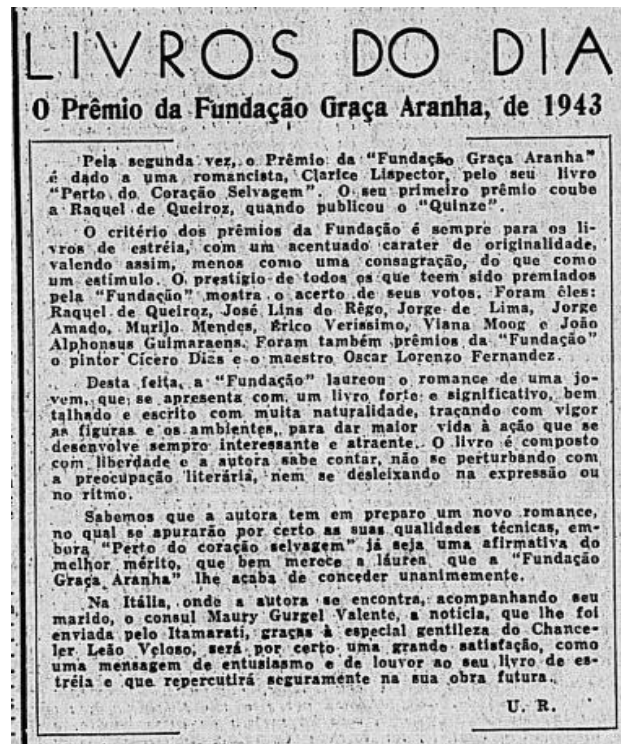 LIVROS DO DIA
O Prêmio da Fundação Graça Aranha, de 1943
Pela segunda vez, o Prêmio da "Fundação Graça Aranha"
é dado a uma romancista, Clarice Lispector, pelo seu livro
"Perto do Coração Selvagem". O seu primeiro prêmio coube
a Raquel de Queiroz, quando publicou o "Quinze".
O critério dos prêmios da Fundação é sempre para os li-
vros de estréia, com um acentuado carater de originalidade,
valendo assim, menos como uma consagração, do que como
um estímulo. O prestígio de todos os que teem sido premiados
pela "Fundação" mostra o acerto de seus votos. Foram êles:
Raquel de Queiroz, José Lins do Rêgo, Jorge de Lima, Jorge
Amado, Murilo Mendes, Érico Verissimo, Viana Moog e João
Alphonsus Guimaraens. Foram também prêmios da "Fundação"
o pintor Cícero Dias e o maestro Oscar Lorenzo Fernandez.
Desta feita, a "Fundação" laureou o romance de uma jo-
vem, que se apresenta com um livro forte e significativo, bem
talhado e escrito com muita naturalidade, traçando com vigor
as figuras e os ambientes, para dar maior vida à ação que se
desenvolve sempro interessante e atraente. O livro é composto
com liberdade e a autora sabe contar, não se perturbando com
a preocupação literária, nem se desleixando na expressão ou
no ritmo.
Sabemos que a autora tem em preparo um novo romance,
no qual se apurarão por certo as suas qualidades técnicas, em-
bora "Perto do coração selvagem" já seja uma afirmativa do
melhor mérito, que bem merece a láurea que a "Fundação
Graça Aranha" lhe acaba de conceder unanimemente.
Na Itália, onde a autora se encontra, acompanhando seu
marido, o consul Maury Gurgel Valente, a notícia, que lhe foi
enviada pelo Itamarati, graças à especial gentileza do Chance-
ler Leão Veloso, será por certo uma grande satisfação, como
uma mensagem de entusiasmo e de louvor ao seu livro de es-
tréia e que repercutirá seguramente na sua obra futura.
U. R.